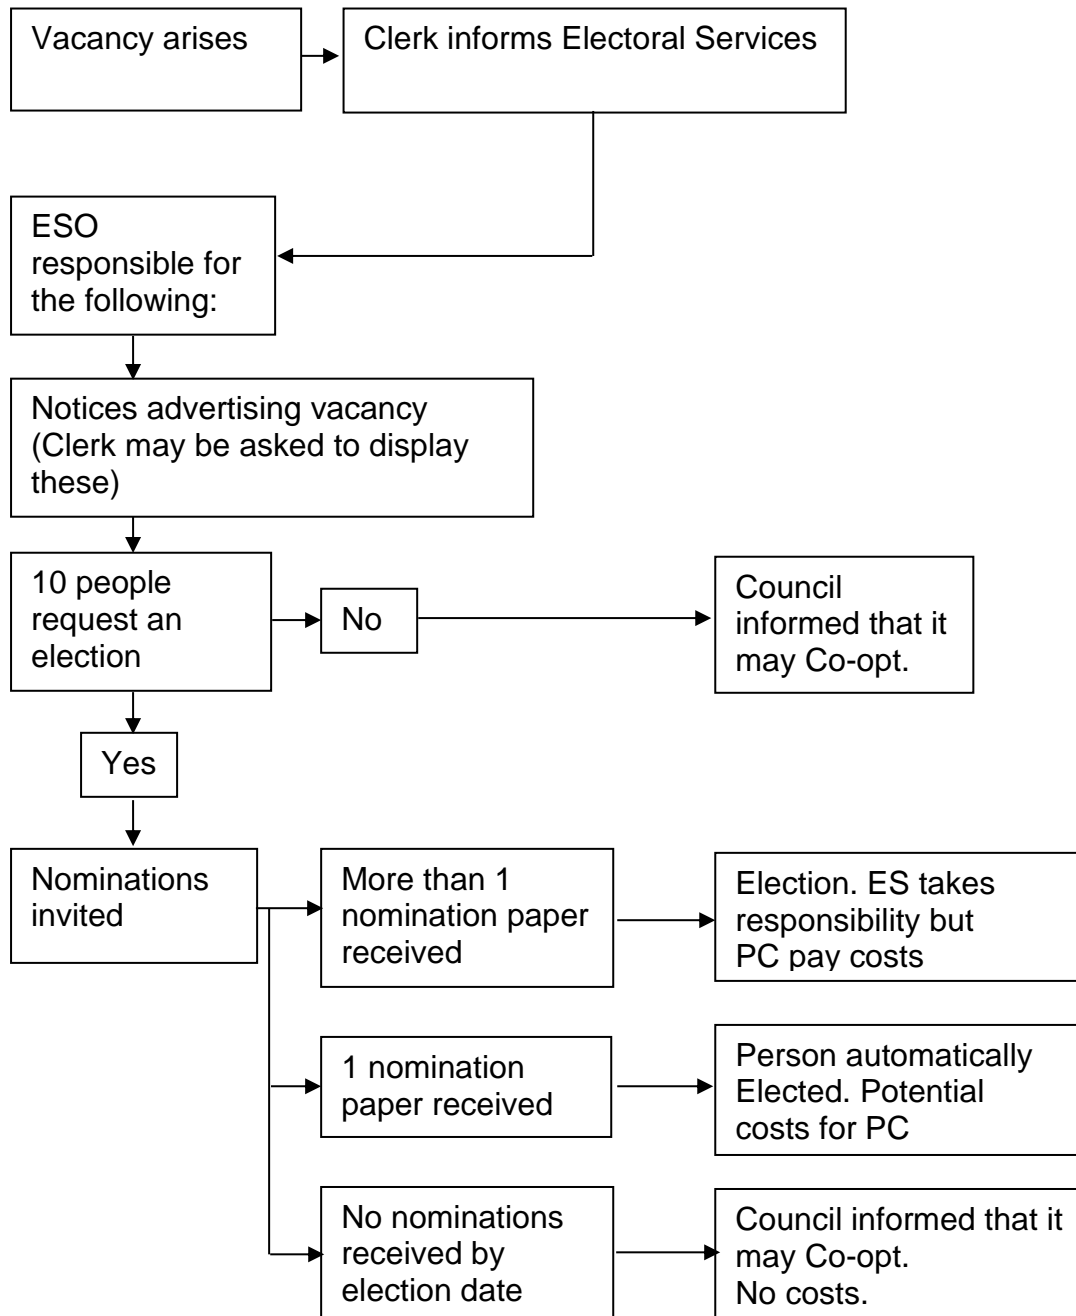 Vacancy arises
Clerk informs Electoral Services
ESO
responsible for
the following:
Notices advertising vacancy
(Clerk may be asked to display
these)
10 people
request an
election
No
Council
informed that it
may Co-opt.
Yes
Nominations
invited
More than 1
nomination paper
received
Election. ES takes
responsibility but
PC pay costs
1 nomination
paper received
Person automatically
Elected. Potential
costs for PC
No nominations
received by
election date
Council informed that it
may Co-opt.
No costs.